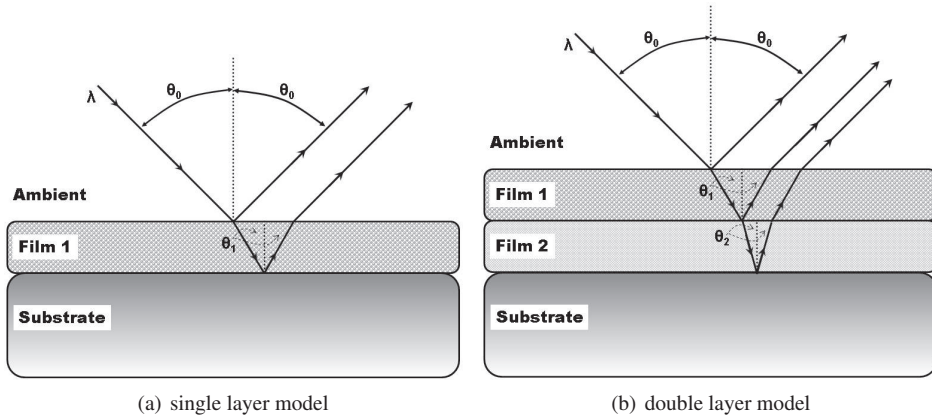 θ₀ θ₀
λ
Ambient
Film 1
θ₁
Substrate
(a) single layer model
θ₀ θ₀
λ
Ambient
Film 1
θ₁
Film 2
θ₂
Substrate
(b) double layer model